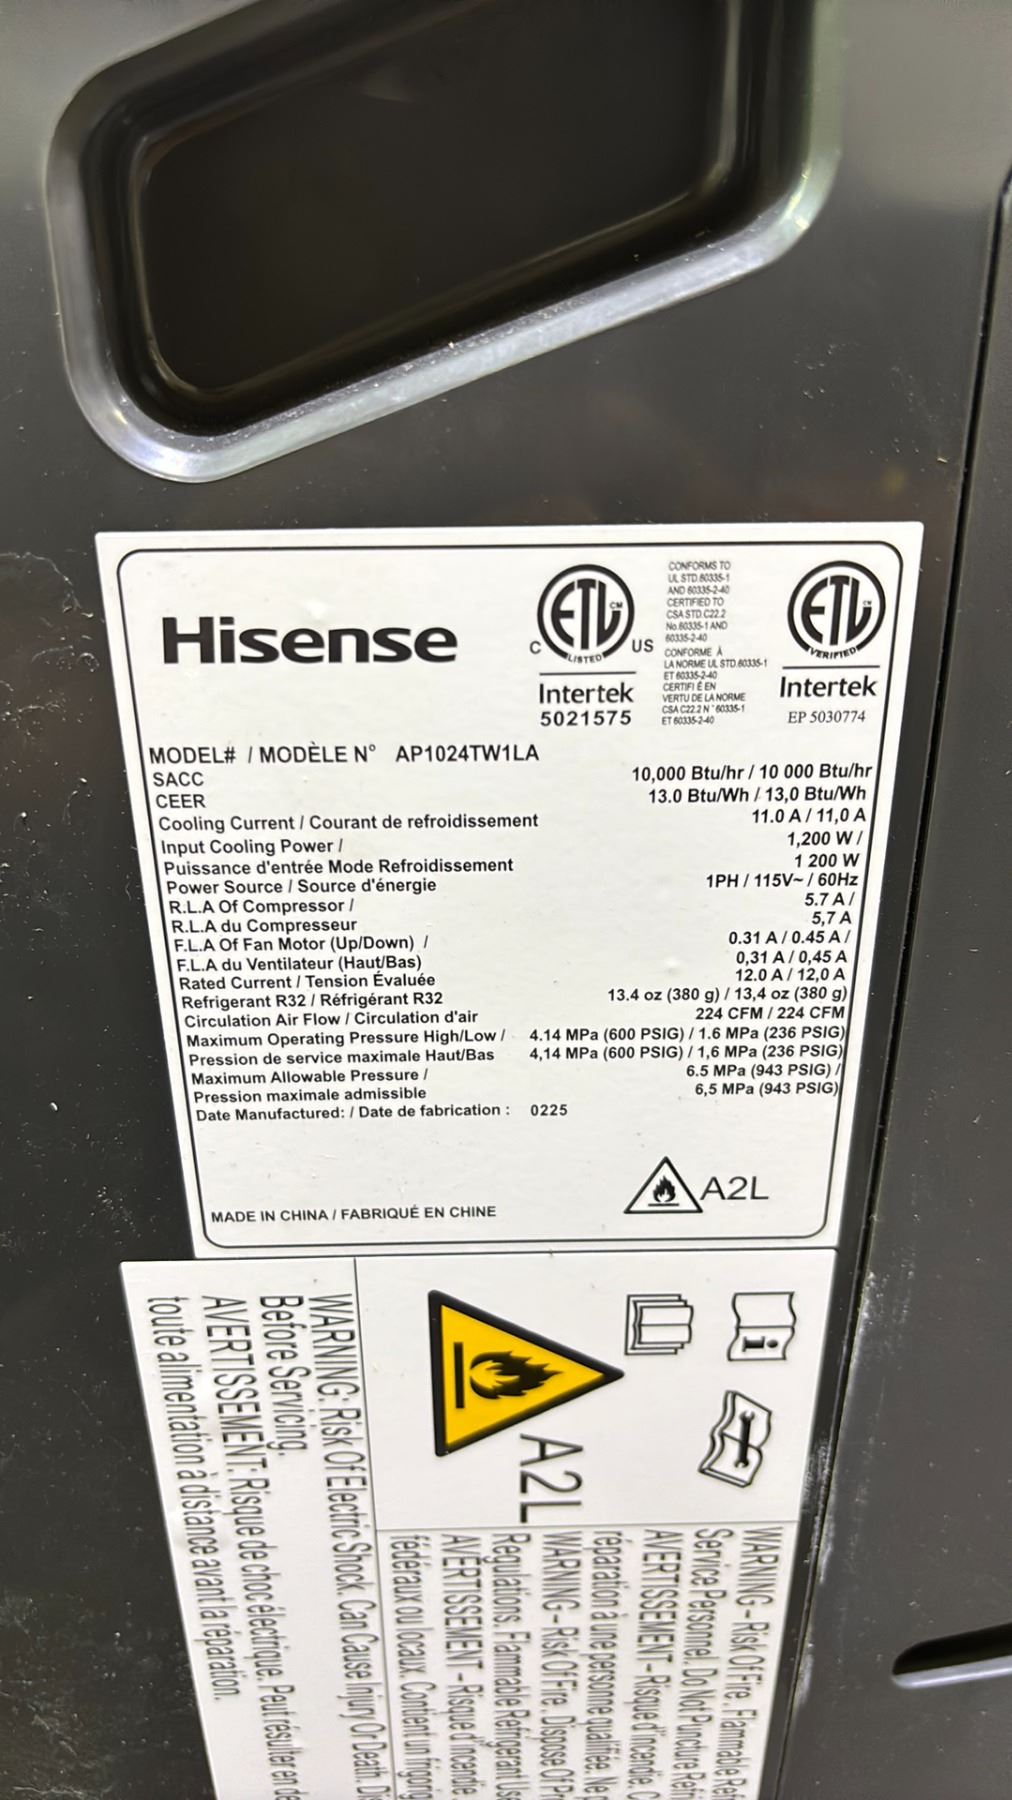 Hisense
ETL CM
C US
LISTED
Intertek
5021575
CONFORMS TO
UL STD.60335-1
AND 60335-2-40
CERTIFIED TO
CSA STD.C22.2
No.60335-1 AND
60335-2-40
CONFORME À
LA NORME UL STD.60335-1
ET 60335-2-40
CERTIFI É EN
VERTU DE LA NORME
CSA C22.2 N ° 60335-1
ET 60335-2-40
ETL CM
VERIFIED
Intertek
EP 5030774
MODEL# / MODÈLE N° AP1024TW1LA
SACC 10,000 Btu/hr / 10 000 Btu/hr
CEER 13.0 Btu/Wh / 13,0 Btu/Wh
Cooling Current / Courant de refroidissement 11.0 A / 11,0 A
Input Cooling Power / 1,200 W /
Puissance d'entrée Mode Refroidissement 1 200 W
Power Source / Source d'énergie 1PH / 115V~ / 60Hz
R.L.A Of Compressor / 5.7 A /
R.L.A du Compresseur 5,7 A
F.L.A Of Fan Motor (Up/Down) / 0.31 A / 0.45 A /
F.L.A du Ventilateur (Haut/Bas) 0,31 A / 0,45 A
Rated Current / Tension Évaluée 12.0 A / 12,0 A
Refrigerant R32 / Réfrigérant R32 13.4 oz (380 g) / 13,4 oz (380 g)
Circulation Air Flow / Circulation d'air 224 CFM / 224 CFM
Maximum Operating Pressure High/Low / 4.14 MPa (600 PSIG) / 1.6 MPa (236 PSIG)
Pression de service maximale Haut/Bas 4,14 MPa (600 PSIG) / 1,6 MPa (236 PSIG)
Maximum Allowable Pressure / 6.5 MPa (943 PSIG) /
Pression maximale admissible 6,5 MPa (943 PSIG)
Date Manufactured: / Date de fabrication : 0225
A2L
MADE IN CHINA / FABRIQUÉ EN CHINE
A2L
WARNING - Risk Of Fire. Flammable
Service Personnel. Do Not Puncture
AVERTISSEMENT - Risque d'incendie.
réparation à une personne qualifiée. Ne
WARNING - Risk Of Fire. Dispose Of
Regulations. Flammable Refrigerant
AVERTISSEMENT - Risque d'incendie
fédéraux ou locaux. Contient un
WARNING: Risk Of Electric Shock. Can Cause Injury Or Death.
Before Servicing.
AVERTISSEMENT: Risque de choc électrique. Peut résulter en
toute alimentation à distance avant la réparation.